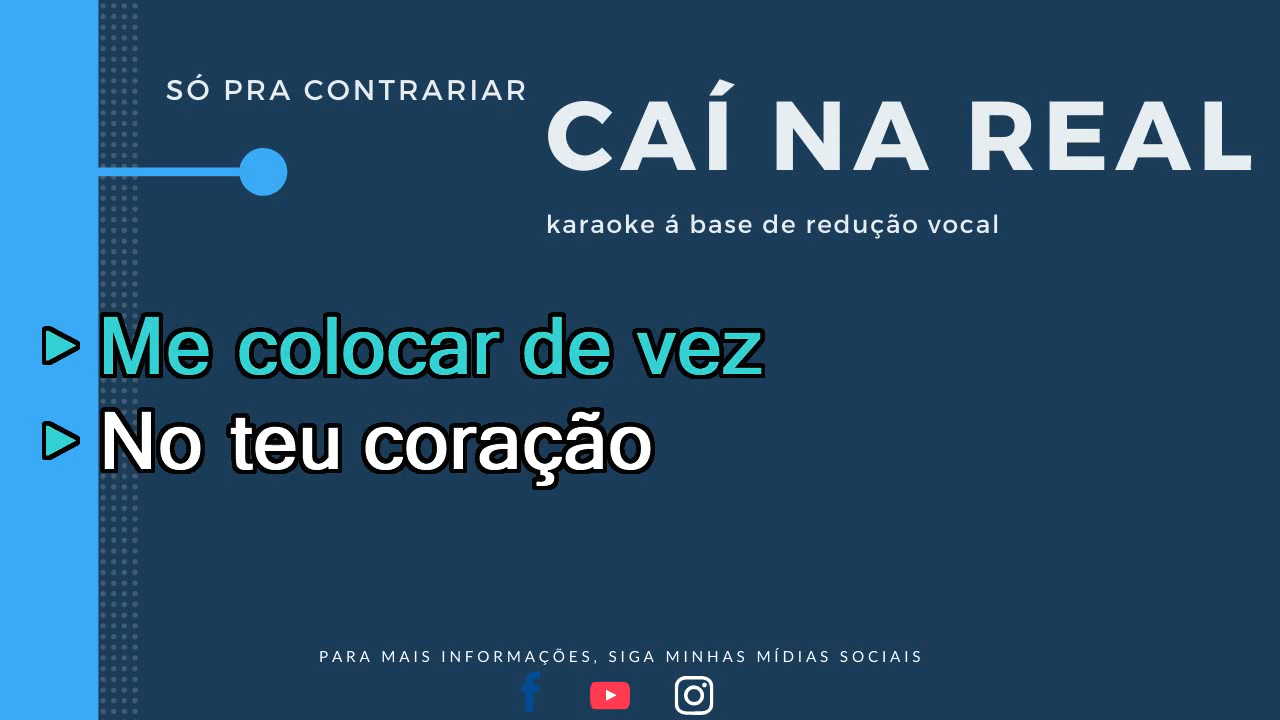 SÓ PRA CONTRARIAR
CAÍ NA REAL
karaoke á base de redução vocal
Me colocar de vez
No teu coração
PARA MAIS INFORMAÇÕES, SIGA MINHAS MÍDIAS SOCIAIS